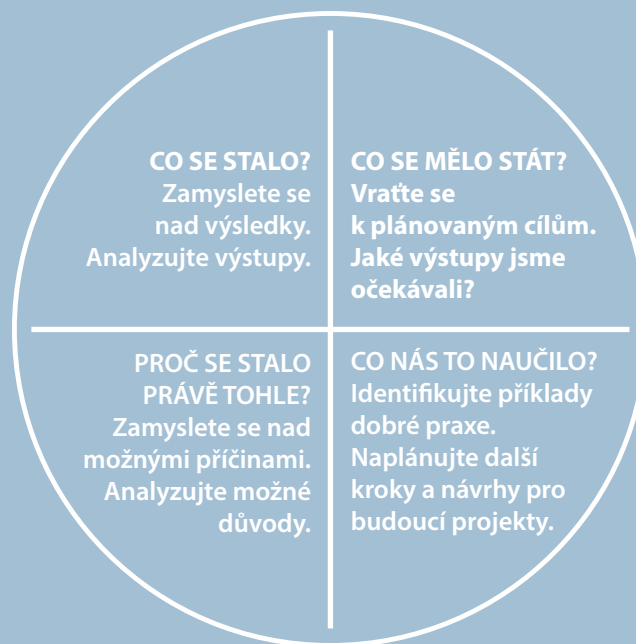 CO SE STALO?
Zamyslete se
nad výsledky.
Analyzujte výstupy.
CO SE MĚLO STÁT?
Vraťte se
k plánovaným cílům.
Jaké výstupy jsme
očekávali?
PROČ SE STALO
PRÁVĚ TOHLE?
Zamyslete se nad
možnými příčinami.
Analyzujte možné
důvody.
CO NÁS TO NAUČILO?
Identifikujte příklady
dobré praxe.
Naplánujte další
kroky a návrhy pro
budoucí projekty.